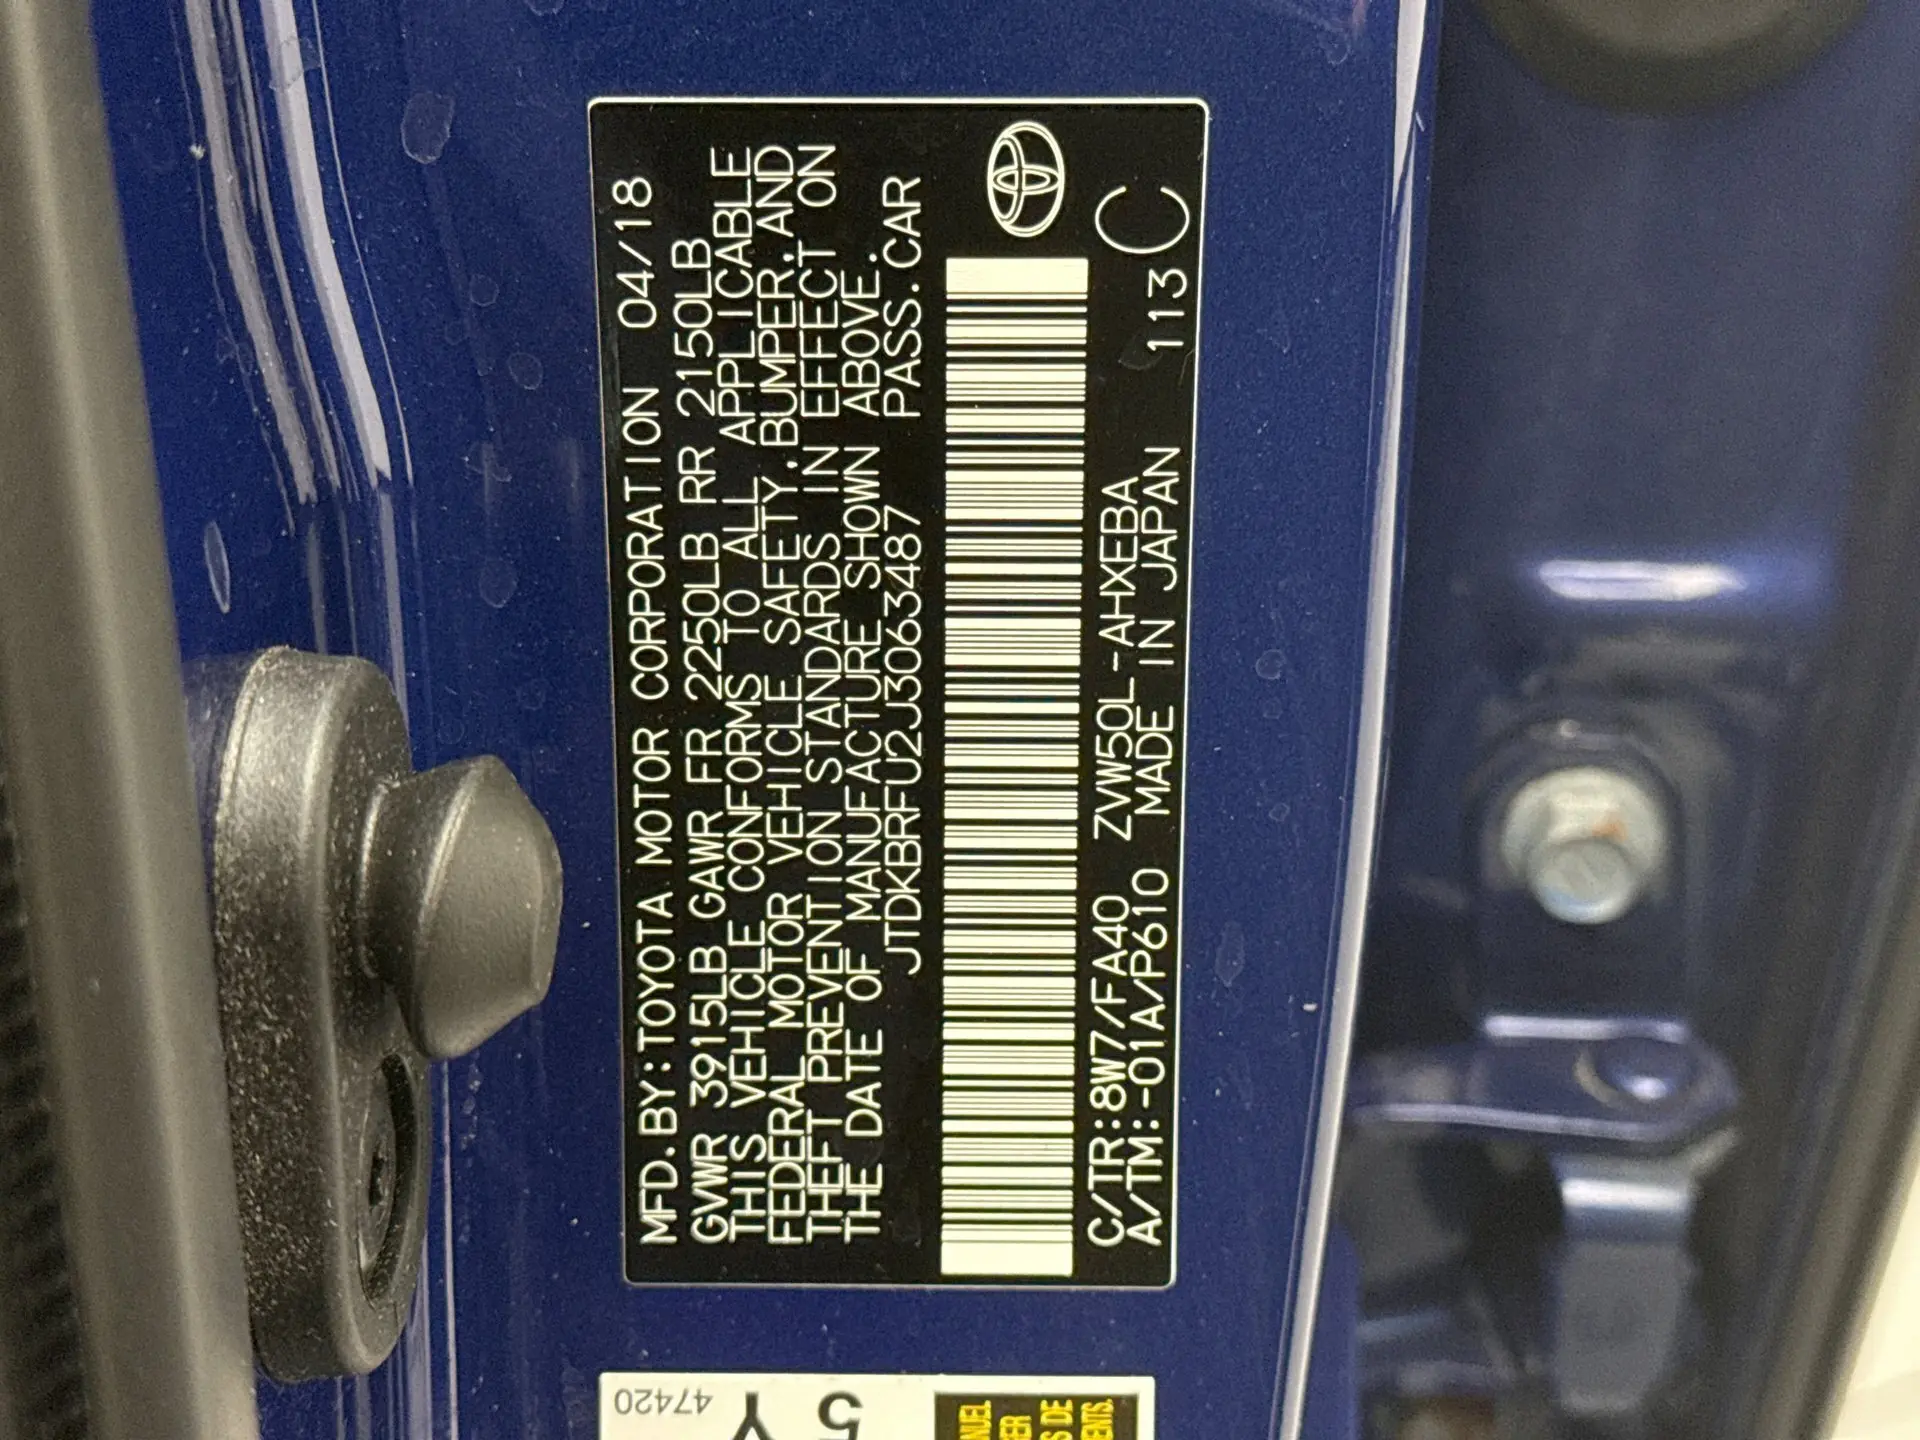 MFD.BY:TOYOTA MOTOR CORPORATION 04/18
GVWR 3915LB GAWR FR 2250LB RR 2150LB
THIS VEHICLE CONFORMS TO ALL APPLICABLE
FEDERAL MOTOR VEHICLE SAFETY,BUMPER,AND
THEFT PREVENTION STANDARDS IN EFFECT ON
THE DATE OF MANUFACTURE SHOWN ABOVE.
JTDKBRFU2J3063487 PASS.CAR
C/TR:8W7/FA40 ZVW50L-AHXEBA
A/TM:-01A/P610 MADE IN JAPAN 113 C
47420
5Y